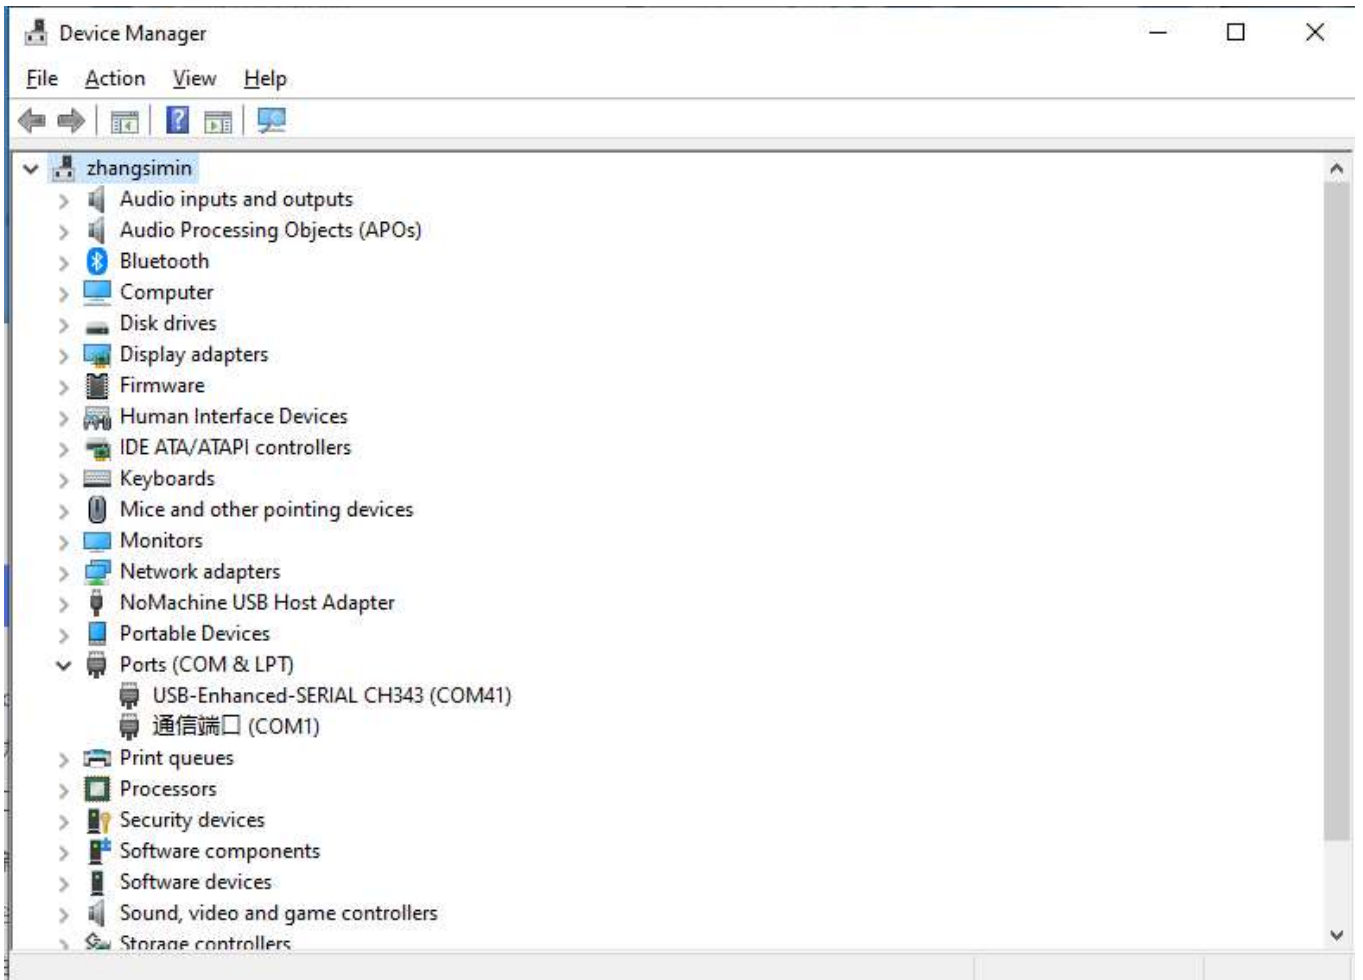 Device Manager
File Action View Help
zhangsimin
Audio inputs and outputs
Audio Processing Objects (APOs)
Bluetooth
Computer
Disk drives
Display adapters
Firmware
Human Interface Devices
IDE ATA/ATAPI controllers
Keyboards
Mice and other pointing devices
Monitors
Network adapters
NoMachine USB Host Adapter
Portable Devices
Ports (COM & LPT)
USB-Enhanced-SERIAL CH343 (COM41)
通信端口 (COM1)
Print queues
Processors
Security devices
Software components
Software devices
Sound, video and game controllers
Storage controllers